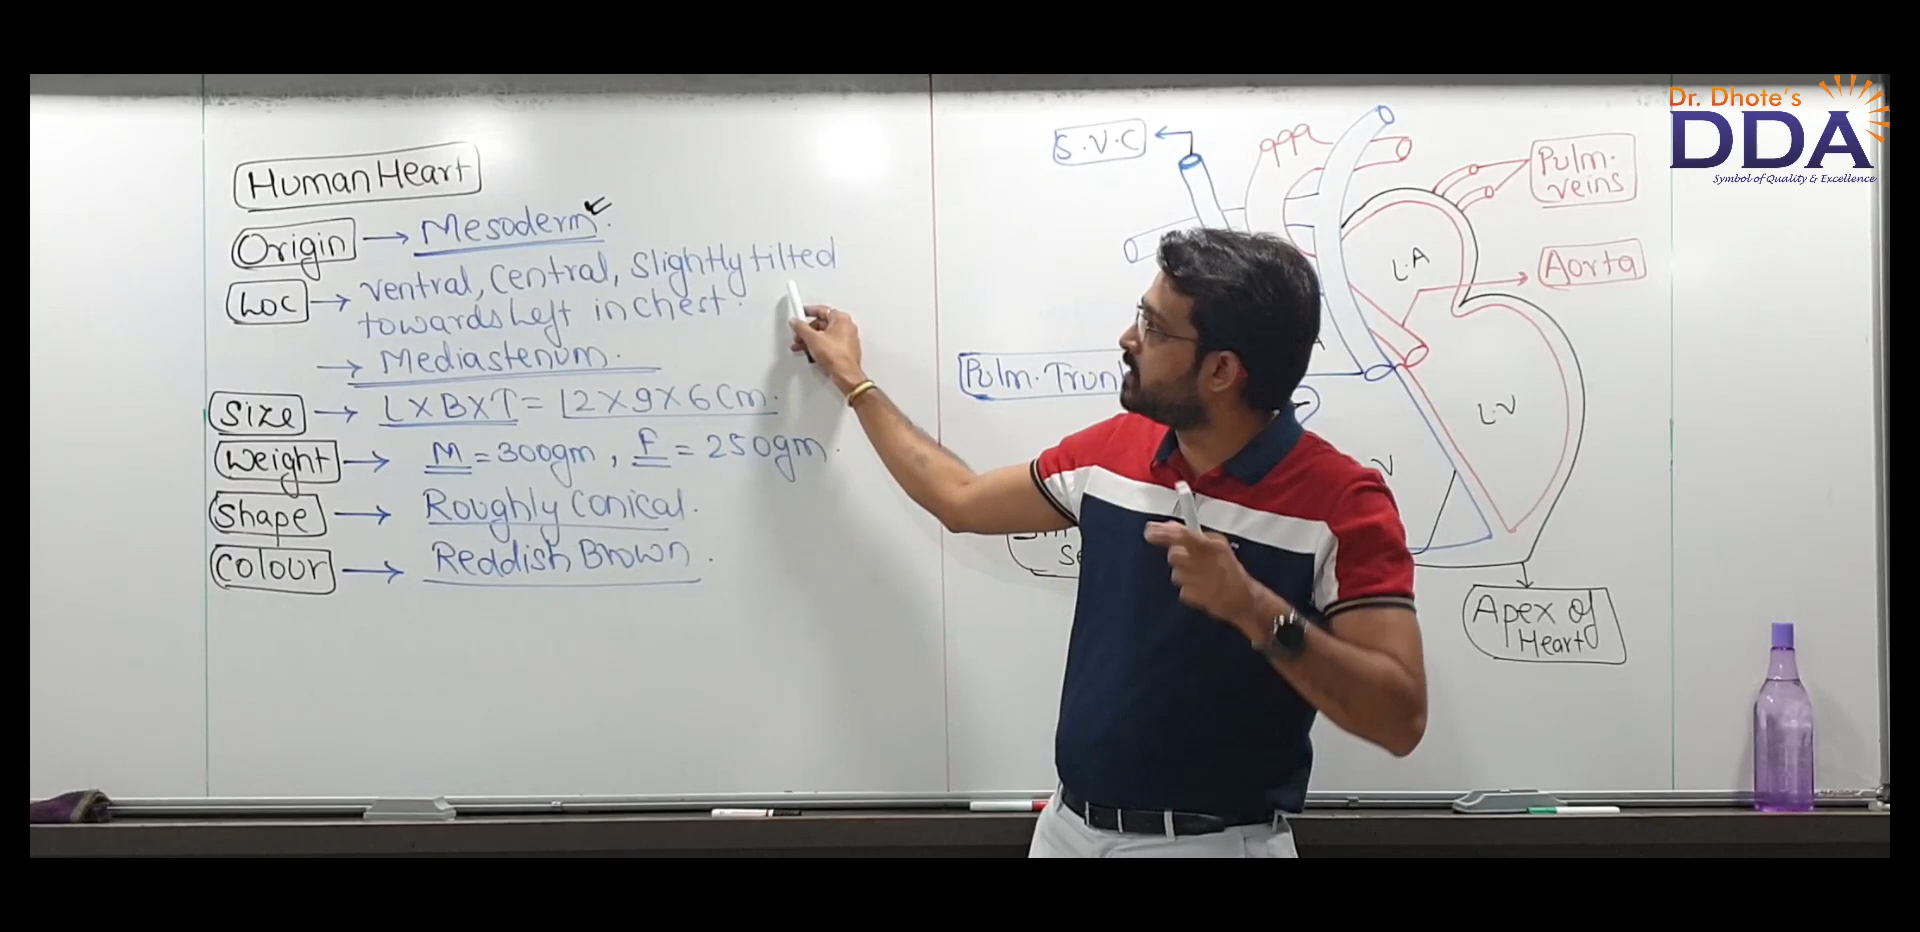 Human Heart
Origin → Mesoderm.
Loc → ventral, Central, Slightly tilted
towards Left in chest.
→ Mediastenum.
Size → L X B X T = 12 X 9 X 6 Cm.
Weight → M = 300gm, F = 250gm.
Shape → Roughly Conical.
Colour → Reddish Brown.
S.V.C
Pulm.
veins
L.A
Aorta
Pulm. Trun
L.V
V
Se
Apex of
Heart
Dr. Dhote's
DDA
Symbol of Quality & Excellence